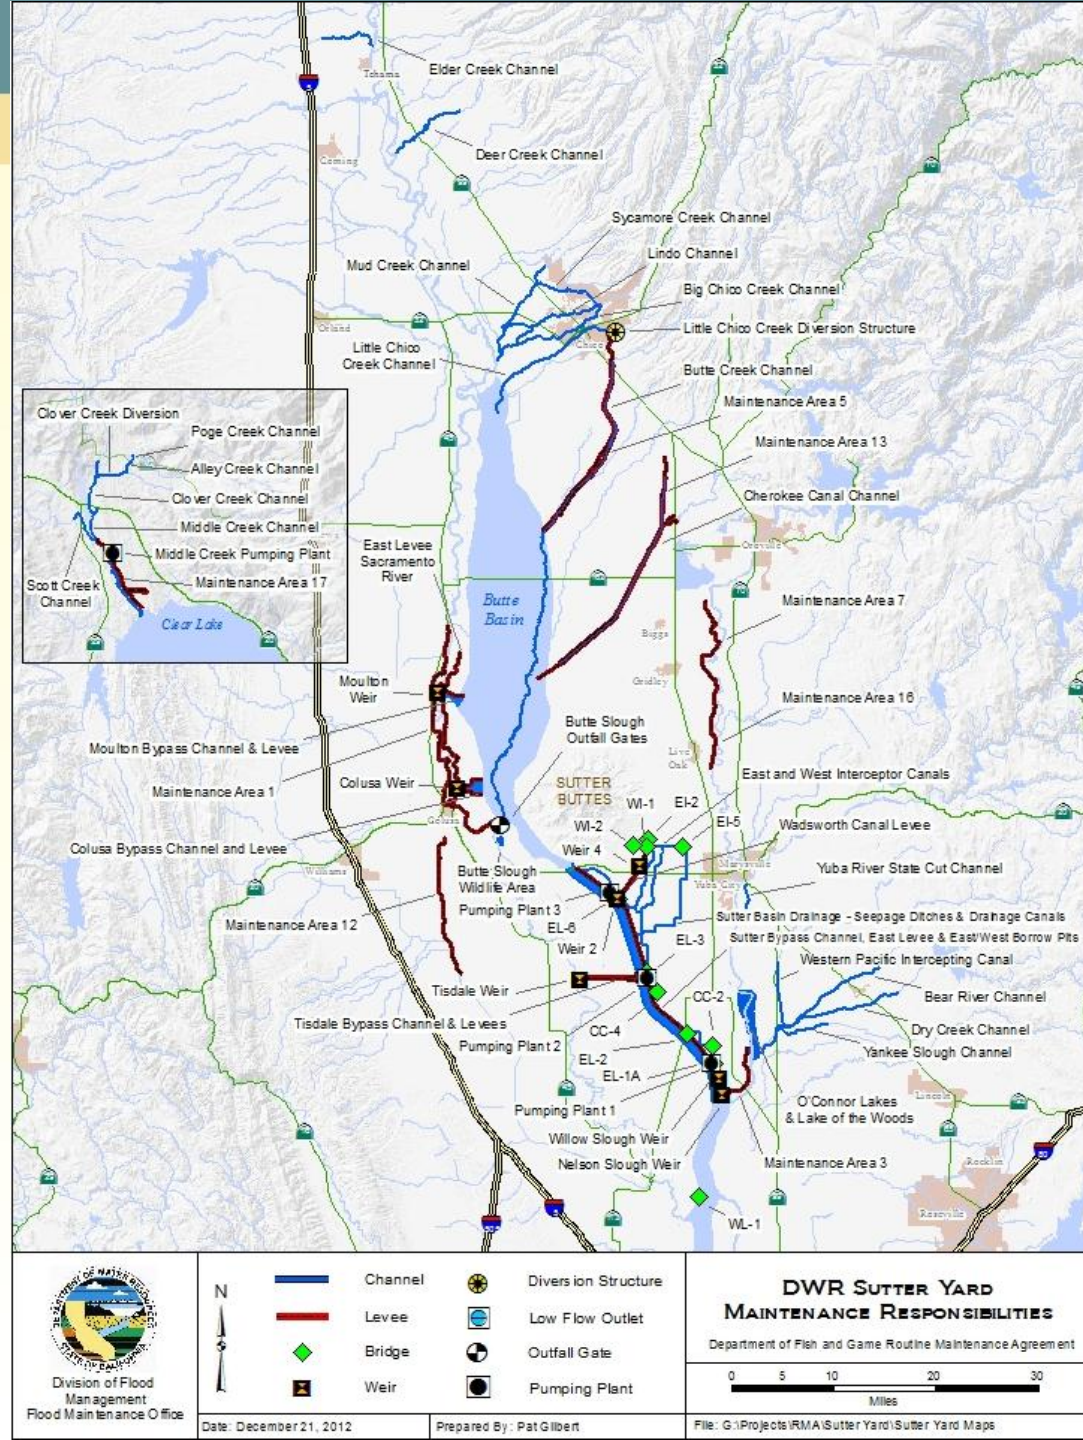 Elder Creek Channel
Tehama
Deer Creek Channel
Corning
Sycamore Creek Channel
Lindo Channel
Mud Creek Channel
Big Chico Creek Channel
Little Chico Creek Diversion Structure
Orland
Chico
Little Chico
Creek Channel
Butte Creek Channel
Maintenance Area 5
Maintenance Area 13
Cherokee Canal Channel
Clover Creek Diversion
Poge Creek Channel
Alley Creek Channel
Clover Creek Channel
Middle Creek Channel
Middle Creek Pumping Plant
Maintenance Area 17
Scott Creek
Channel
Clear Lake
East Levee
Sacramento
River
Oroville
Butte
Basin
Maintenance Area 7
Biggs
Gridley
Moulton
Weir
Maintenance Area 16
Butte Slough
Outfall Gates
Moulton Bypass Channel & Levee
Live
Oak
Colusa Weir
SUTTER
BUTTES
East and West Interceptor Canals
Maintenance Area 1
WI-1
EI-2
EI-5
WI-2
Wadsworth Canal Levee
Colusa
Weir 4
Colusa Bypass Channel and Levee
Marysville
Williams
Butte Slough
Wildlife Area
Yuba City
Yuba River State Cut Channel
Pumping Plant 3
Maintenance Area 12
EL-6
Sutter Basin Drainage - Seepage Ditches & Drainage Canals
EL-3
Sutter Bypass Channel, East Levee & East/West Borrow Pits
Weir 2
Western Pacific Intercepting Canal
Tisdale Weir
CC-2
Bear River Channel
Tisdale Bypass Channel & Levees
CC-4
Dry Creek Channel
Pumping Plant 2
Yankee Slough Channel
EL-2
EL-1A
Lincoln
Pumping Plant 1
O'Connor Lakes
& Lake of the Woods
Willow Slough Weir
Nelson Slough Weir
Maintenance Area 3
Rocklin
Roseville
WL-1
DEPARTMENT OF WATER RESOURCES
STATE OF CALIFORNIA
Division of Flood
Management
Flood Maintenance Office
N
Channel
Levee
Bridge
Weir
Diversion Structure
Low Flow Outlet
Outfall Gate
Pumping Plant
DWR SUTTER YARD
MAINTENANCE RESPONSIBILITIES
Department of Fish and Game Routine Maintenance Agreement
0 5 10 20 30
Miles
Date: December 21, 2012
Prepared By: Pat Gilbert
File: G:\Projects\RMA\Sutter Yard\Sutter Yard Maps